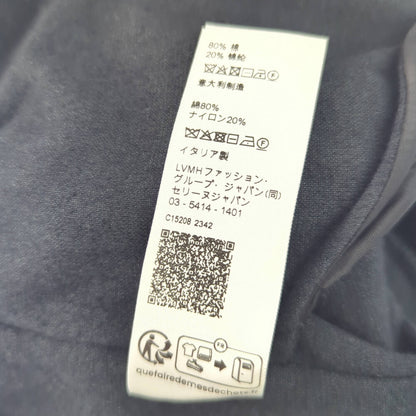 80% 棉
20% 锦纶
意大利制造
綿80%
ナイロン20%
イタリア製
LVMHファッション・
グループ・ジャパン(同)
セリーヌジャパン
03-5414-1401
C15208 2342
FR
quefairedemesdechets.fr